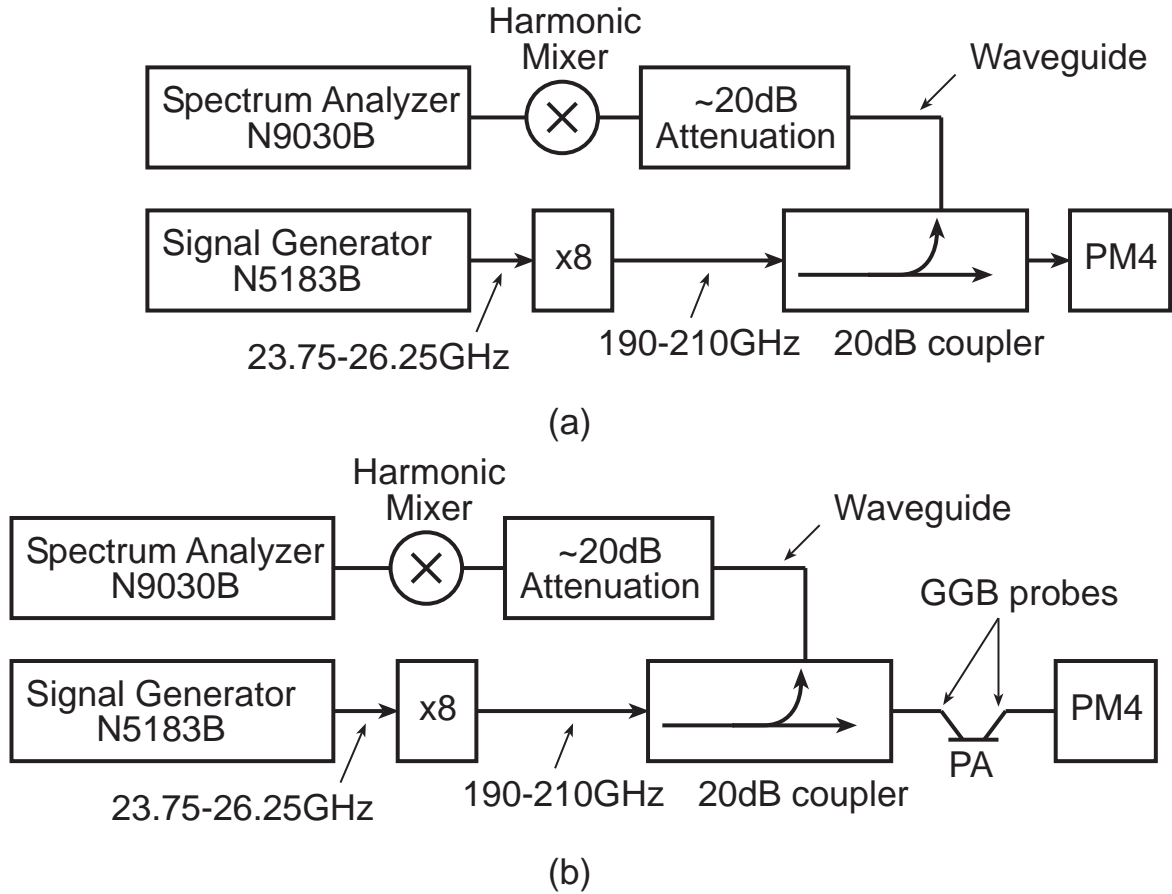 Harmonic
Mixer
Waveguide
Spectrum Analyzer
N9030B
~20dB
Attenuation
Signal Generator
N5183B
x8
PM4
23.75-26.25GHz
190-210GHz
20dB coupler
(a)
Harmonic
Mixer
Waveguide
Spectrum Analyzer
N9030B
~20dB
Attenuation
GGB probes
Signal Generator
N5183B
x8
PM4
PA
23.75-26.25GHz
190-210GHz
20dB coupler
(b)